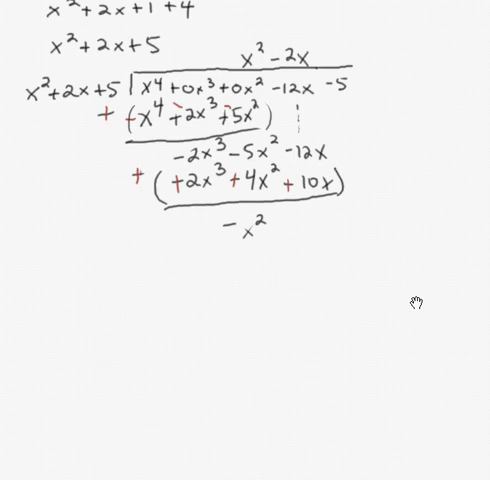 x²+2x+1+4
x²+2x+5
x²-2x
x²+2x+5 x⁴+0x³+0x²-12x-5
+ (-x⁴-2x³-5x²)
-2x³-5x²-12x
+ (+2x³+4x²+10x)
-x²